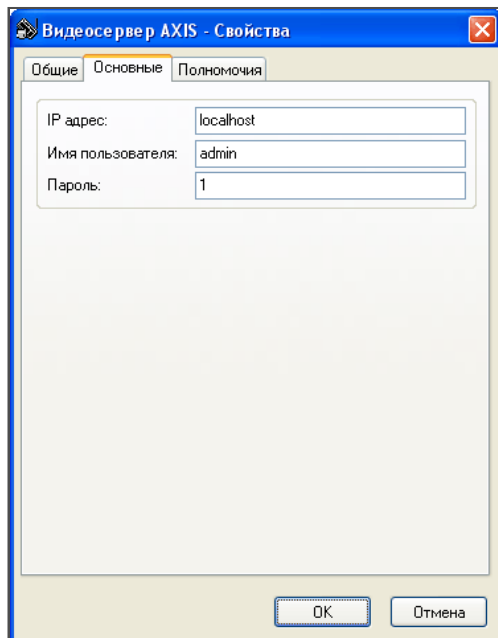 Видеосервер AXIS - Свойства
Общие Основные Полномочия
IP адрес: localhost
Имя пользователя: admin
Пароль: 1
OK Отмена